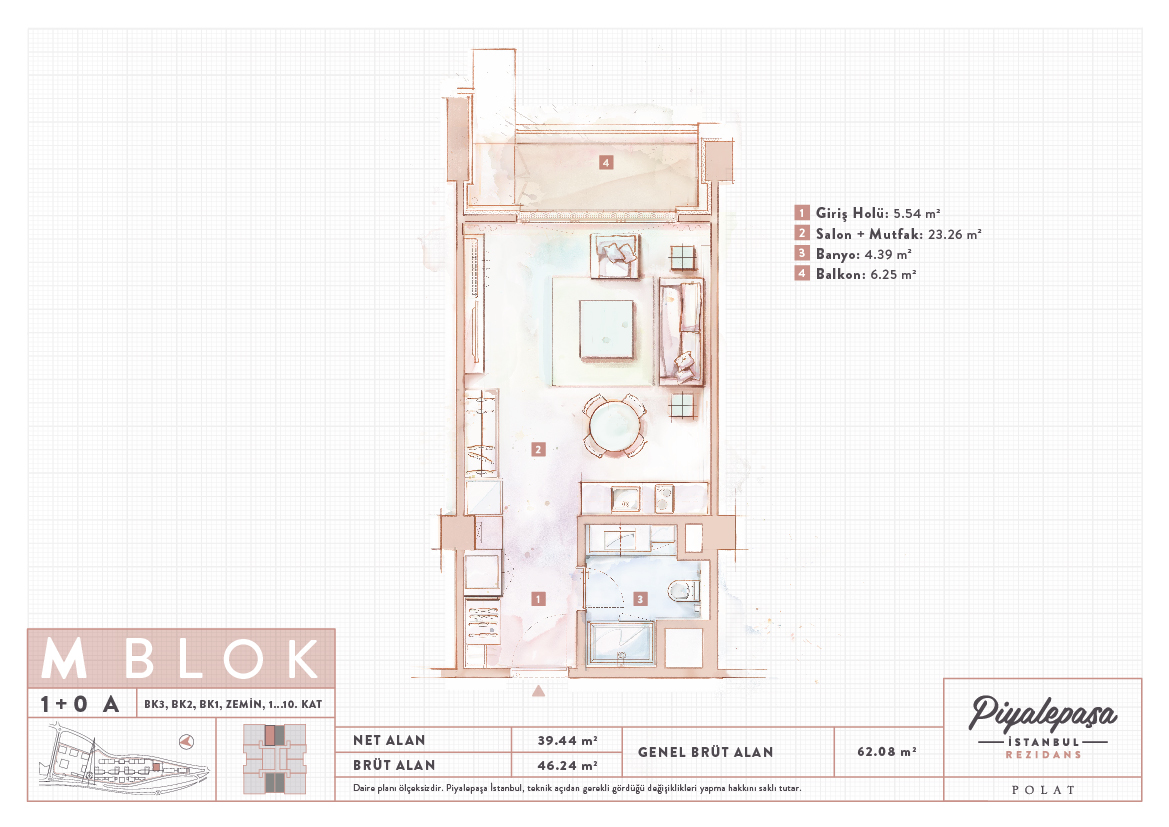 4
1 Giriş Holü: 5.54 m²
2 Salon + Mutfak: 23.26 m²
3 Banyo: 4.39 m²
4 Balkon: 6.25 m²
2
1
3
M BLOK
1+0 A
BK3, BK2, BK1, ZEMİN, 1...10. KAT
NET ALAN 39.44 m²
BRÜT ALAN 46.24 m²
GENEL BRÜT ALAN 62.08 m²
Daire planı ölçeksizdir. Piyalepaşa İstanbul, teknik açıdan gerekli gördüğü değişiklikleri yapma hakkını saklı tutar.
Piyalepaşa
İSTANBUL
REZİDANS
POLAT